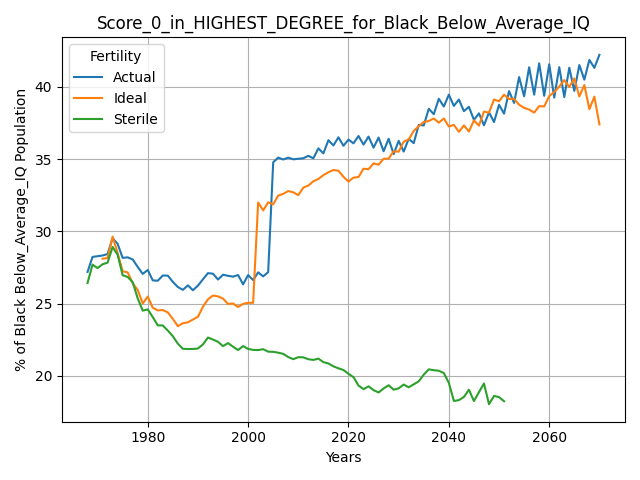 Score_0_in_HIGHEST_DEGREE_for_Black_Below_Average_IQ
% of Black Below_Average_IQ Population
Fertility
Actual
Ideal
Sterile
40
35
30
25
20
1980
2000
2020
2040
2060
Years